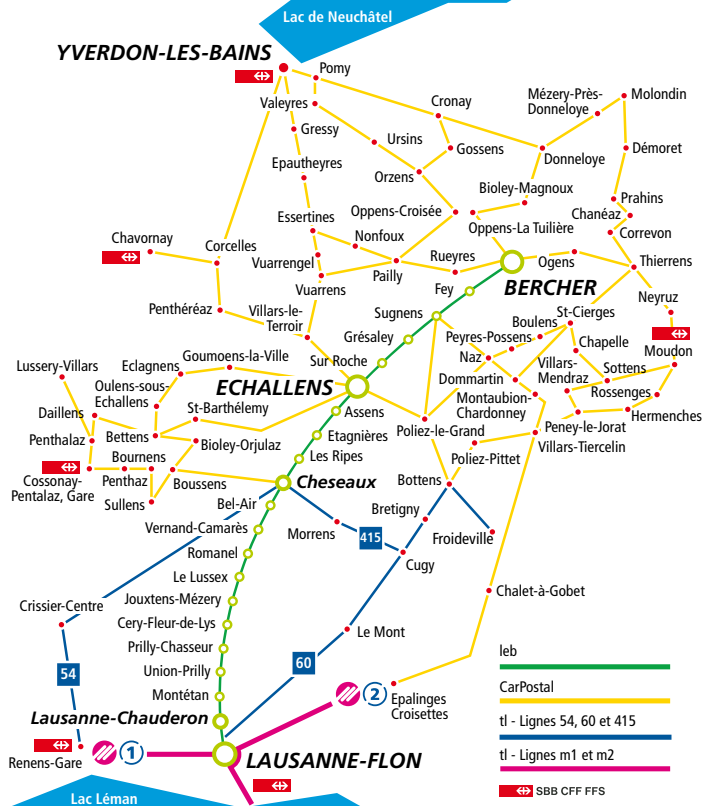 Lac de Neuchâtel
YVERDON-LES-BAINS
Pomy
Valeyres
Cronay
Mézery-Près-
Donneloye
Molondin
Gressy
Ursins
Gossens
Donneloye
Démoret
Epautheyres
Orzens
Bioley-Magnoux
Prahins
Essertines
Oppens-Croisée
Oppens-La Tuilière
Chanéaz
Correvon
Chavornay
Corcelles
Nonfoux
Vuarrengel
Rueyres
Ogens
Thierrens
Pailly
BERCHER
Vuarrens
Fey
Neyruz
Penthéréaz
Villars-le-
Terroir
Sugnens
St-Cierges
Boulens
Grésaley
Peyres-Possens
Chapelle
Moudon
Naz
Lussery-Villars
Eclagnens
Goumoens-la-Ville
Sur Roche
Villars-
Mendraz
Sottens
Oulens-sous-
Echallens
ECHALLENS
Dommartin
Rossenges
Montaubion-
Chardonney
Daillens
St-Barthélemy
Assens
Hermenches
Peney-le-Jorat
Poliez-le-Grand
Penthalaz
Bettens
Bioley-Orjulaz
Etagnières
Villars-Tiercelin
Bournens
Les Ripes
Poliez-Pittet
Cossonay-
Pentalaz, Gare
Penthaz
Boussens
Cheseaux
Bottens
Sullens
Bel-Air
Bretigny
Vernand-Camarès
Morrens
415
Froideville
Romanel
Cugy
Le Lussex
Chalet-à-Gobet
Crissier-Centre
Jouxtens-Mézery
Cery-Fleur-de-Lys
Le Mont
Prilly-Chasseur
leb
60
54
Union-Prilly
Montétan
CarPostal
2
Epalinges
Croisettes
Lausanne-Chauderon
tl - Lignes 54, 60 et 415
Renens-Gare
1
LAUSANNE-FLON
tl - Lignes m1 et m2
SBB CFF FFS
Lac Léman